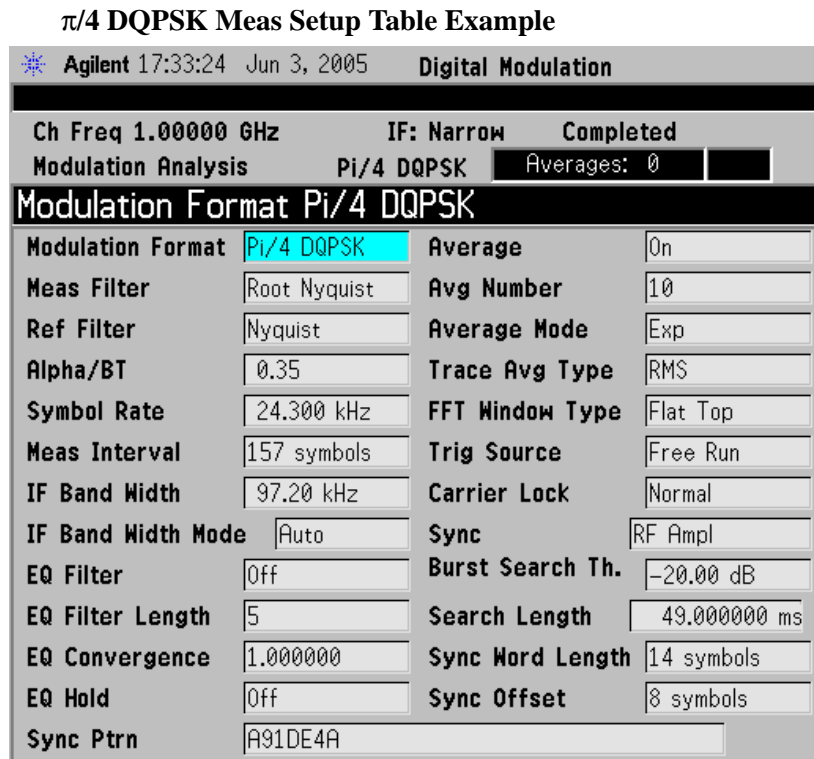 π/4 DQPSK Meas Setup Table Example
Agilent 17:33:24 Jun 3, 2005 Digital Modulation
Ch Freq 1.00000 GHz IF: Narrow Completed
Modulation Analysis Pi/4 DQPSK Averages: 0
Modulation Format Pi/4 DQPSK
Modulation Format Pi/4 DQPSK Average On
Meas Filter Root Nyquist Avg Number 10
Ref Filter Nyquist Average Mode Exp
Alpha/BT 0.35 Trace Avg Type RMS
Symbol Rate 24.300 kHz FFT Window Type Flat Top
Meas Interval 157 symbols Trig Source Free Run
IF Band Width 97.20 kHz Carrier Lock Normal
IF Band Width Mode Auto Sync RF Ampl
EQ Filter Off Burst Search Th. -20.00 dB
EQ Filter Length 5 Search Length 49.000000 ms
EQ Convergence 1.000000 Sync Word Length 14 symbols
EQ Hold Off Sync Offset 8 symbols
Sync Ptrn A91DE4A